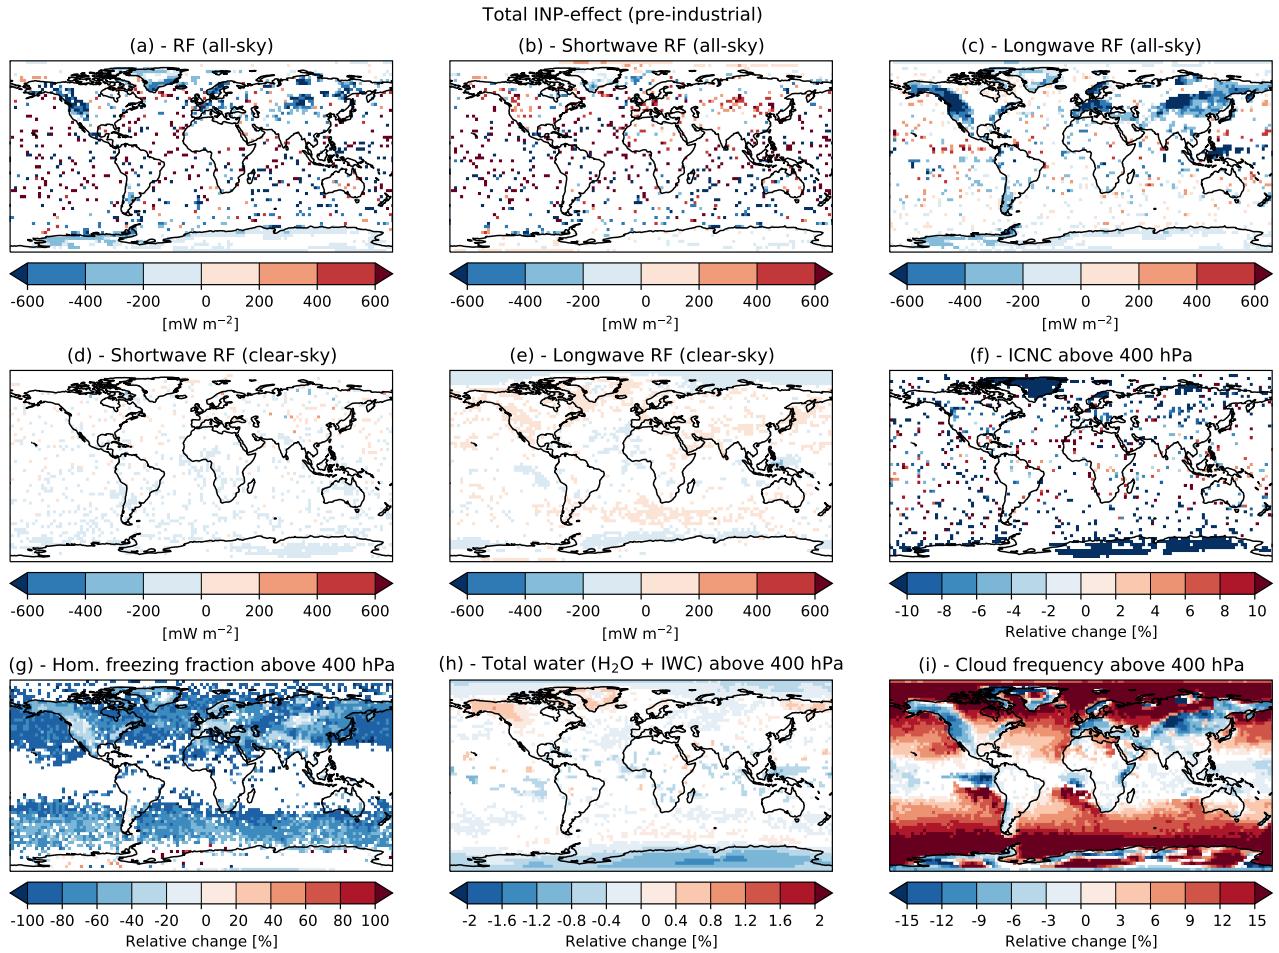 Total INP-effect (pre-industrial)
(a) - RF (all-sky)
(b) - Shortwave RF (all-sky)
(c) - Longwave RF (all-sky)
-600 -400 -200 0 200 400 600
-600 -400 -200 0 200 400 600
-600 -400 -200 0 200 400 600
[mW m⁻²]
[mW m⁻²]
[mW m⁻²]
(d) - Shortwave RF (clear-sky)
(e) - Longwave RF (clear-sky)
(f) - ICNC above 400 hPa
-600 -400 -200 0 200 400 600
-600 -400 -200 0 200 400 600
-10 -8 -6 -4 -2 0 2 4 6 8 10
[mW m⁻²]
[mW m⁻²]
Relative change [%]
(g) - Hom. freezing fraction above 400 hPa
(h) - Total water (H₂O + IWC) above 400 hPa
(i) - Cloud frequency above 400 hPa
-100 -80 -60 -40 -20 0 20 40 60 80 100
-2 -1.6 -1.2 -0.8 -0.4 0 0.4 0.8 1.2 1.6 2
-15 -12 -9 -6 -3 0 3 6 9 12 15
Relative change [%]
Relative change [%]
Relative change [%]